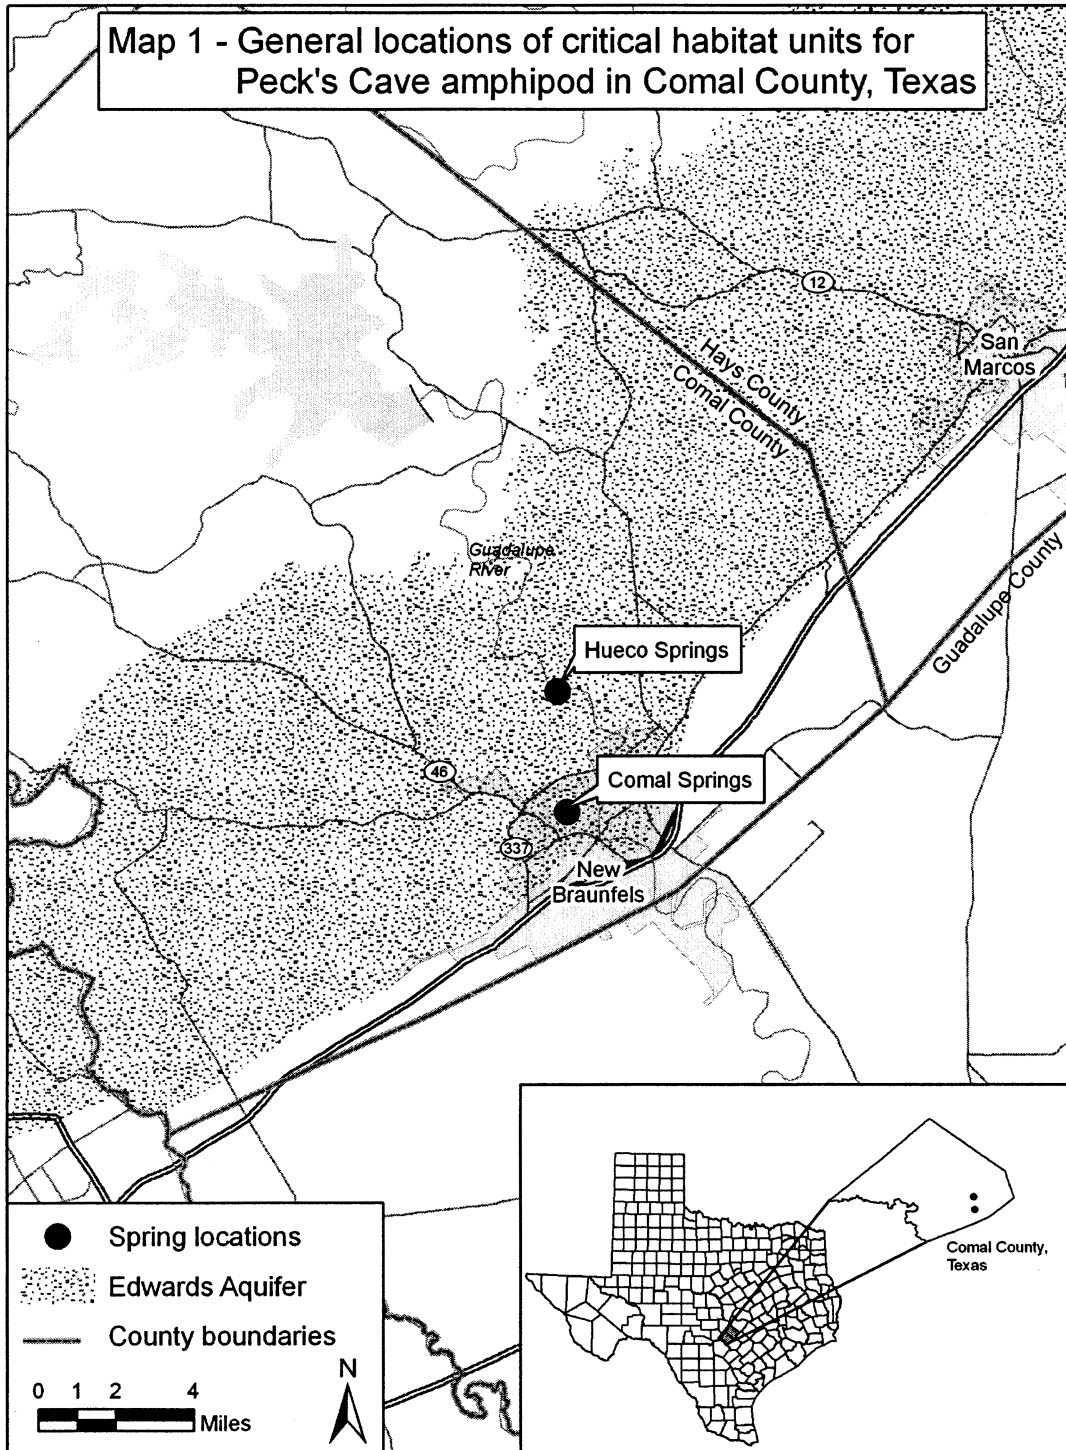 Map 1 - General locations of critical habitat units for
Peck's Cave amphipod in Comal County, Texas
12
San
Marcos
Hays County
Comal County
Guadalupe
River
Guadalupe County
Hueco Springs
46
Comal Springs
337
New
Braunfels
Spring locations
Edwards Aquifer
County boundaries
N
0 1 2 4
Miles
Comal County,
Texas